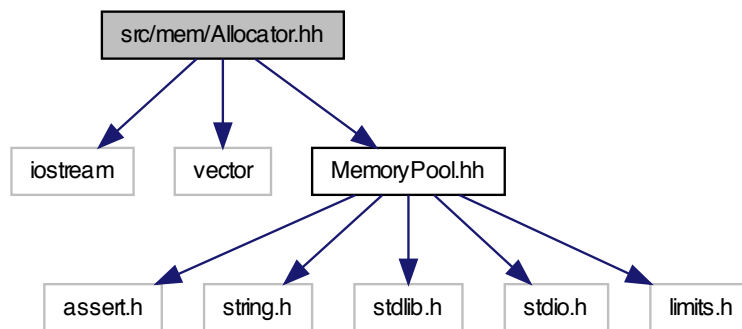 src/mem/Allocator.hh
iostream
vector
MemoryPool.hh
assert.h
string.h
stdlib.h
stdio.h
limits.h